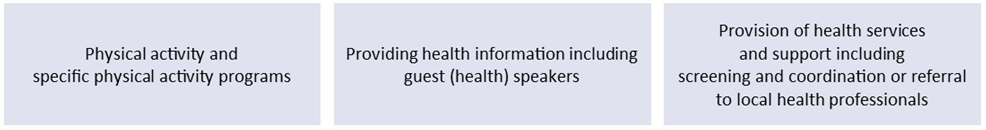 Physical activity and
specific physical activity programs
Providing health information including
guest (health) speakers
Provision of health services
and support including
screening and coordination or referral
to local health professionals